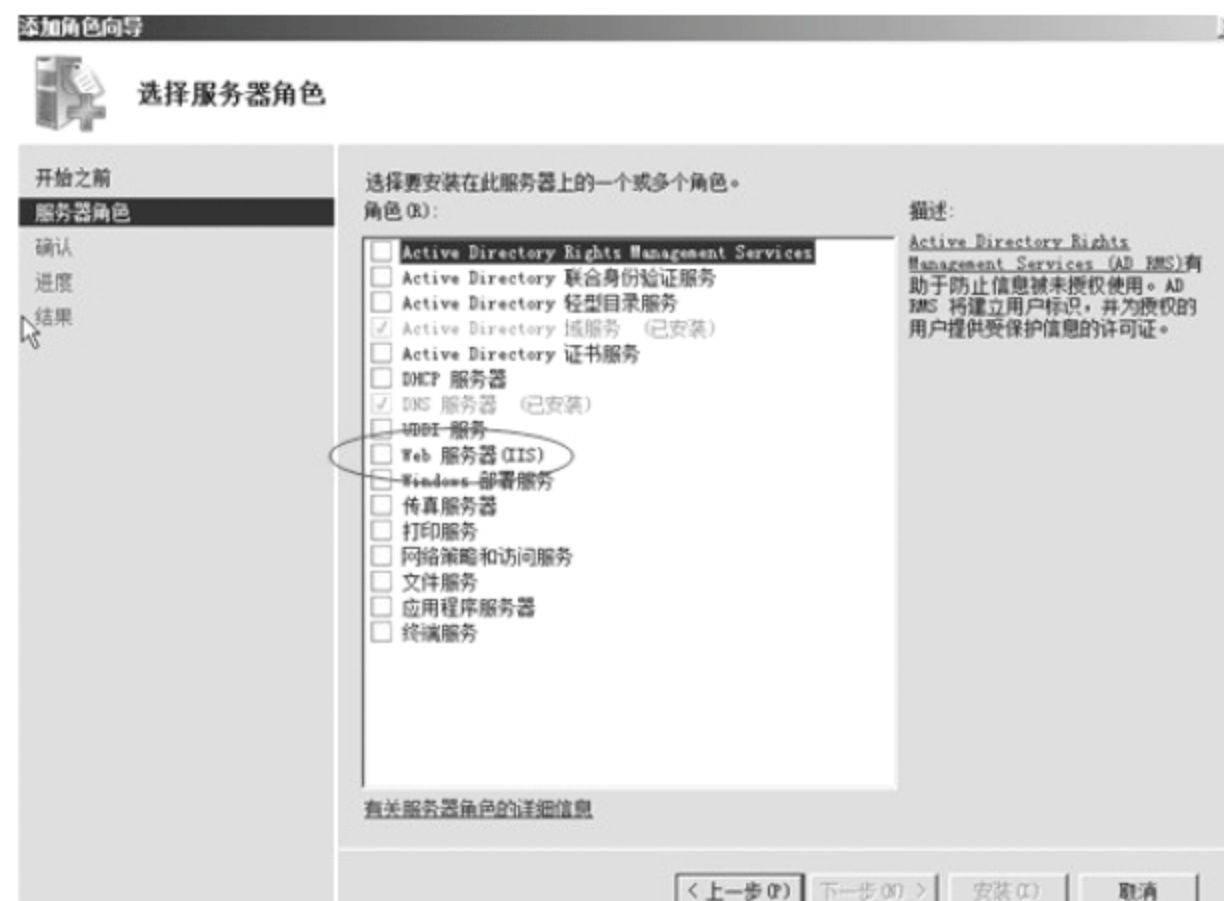 添加角色向导
选择服务器角色
开始之前
服务器角色
确认
进度
结果
选择要安装在此服务器上的一个或多个角色。
角色(R):
Active Directory Rights Management Services
Active Directory 联合身份验证服务
Active Directory 轻型目录服务
Active Directory 域服务 (已安装)
Active Directory 证书服务
DHCP 服务器
DNS 服务器 (已安装)
UDDI 服务
Web 服务器(IIS)
Windows 部署服务
传真服务器
打印服务
网络策略和访问服务
文件服务
应用程序服务器
终端服务
有关服务器角色的详细信息
描述:
Active Directory Rights
Management Services (AD RMS)有
助于防止信息被未授权使用。AD
RMS 将建立用户标识，并为授权的
用户提供受保护信息的许可证。
< 上一步(P)
下一步(N) >
安装(I)
取消